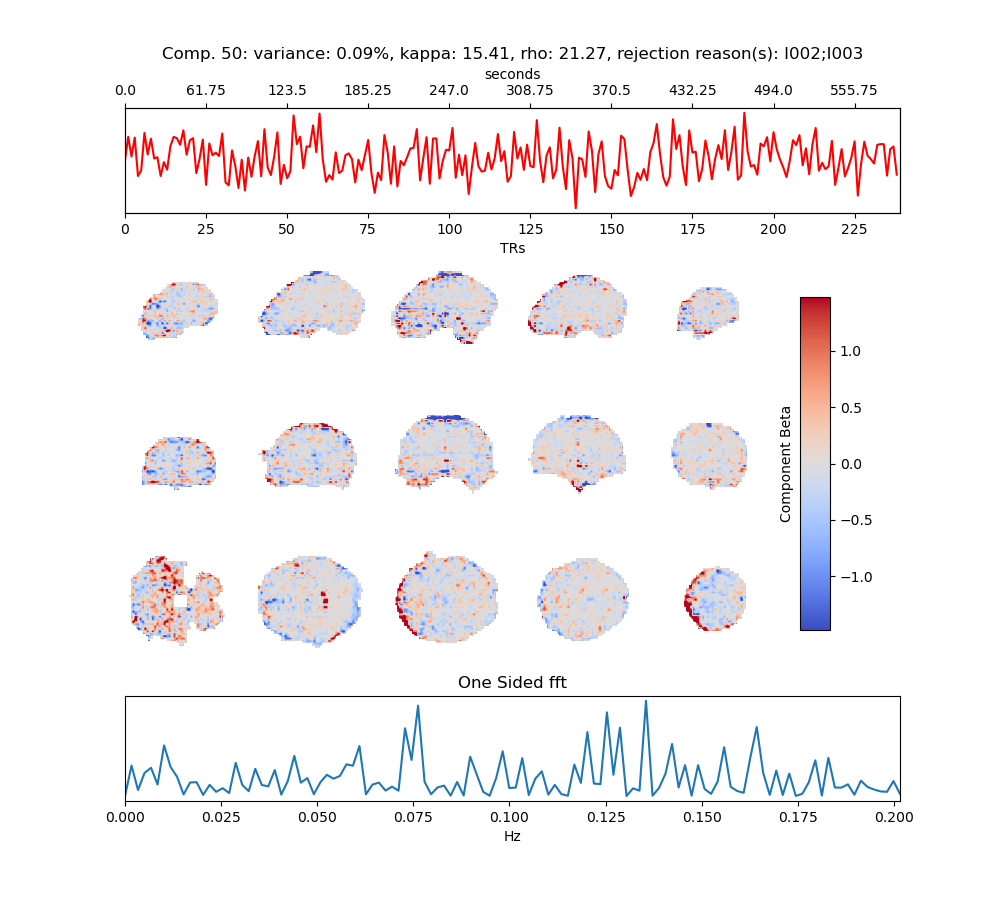 Comp. 50: variance: 0.09%, kappa: 15.41, rho: 21.27, rejection reason(s): I002;I003
seconds
0.0 61.75 123.5 185.25 247.0 308.75 370.5 432.25 494.0 555.75
0 25 50 75 100 125 150 175 200 225
TRs
1.0
0.5
0.0
−0.5
−1.0
Component Beta
One Sided fft
0.000 0.025 0.050 0.075 0.100 0.125 0.150 0.175 0.200
Hz